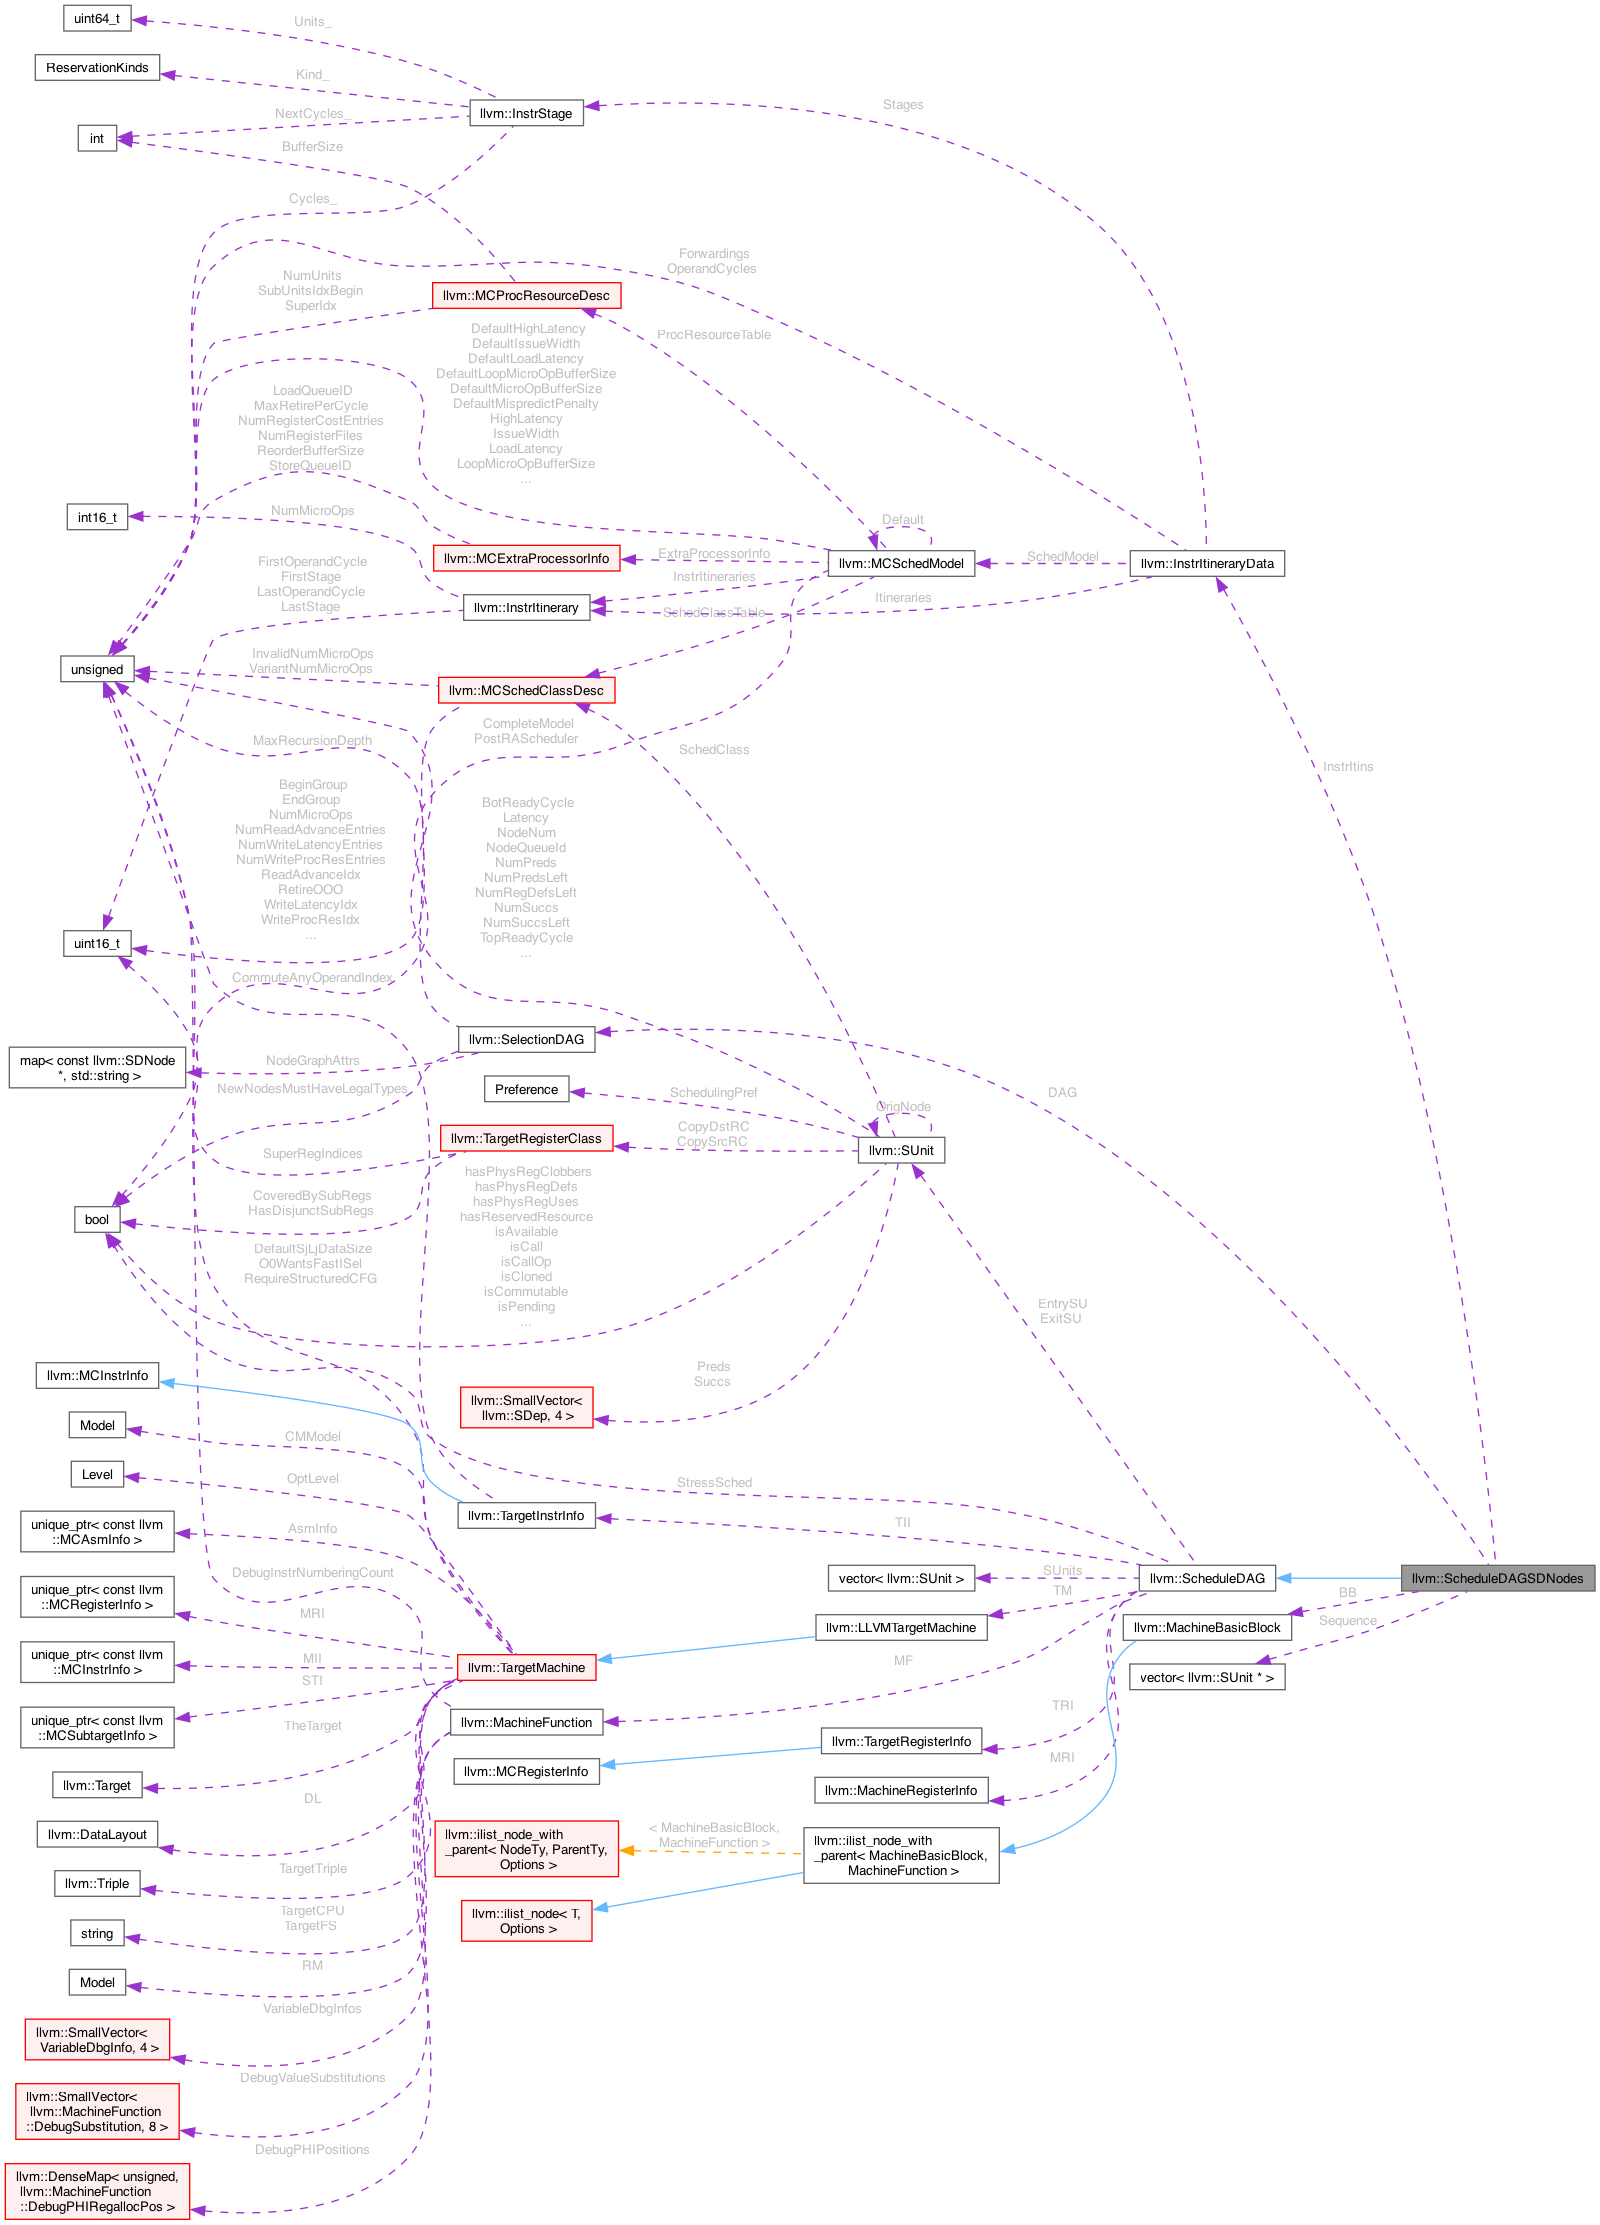 uint64_t
Units_
ReservationKinds
Kind_
llvm::InstrStage
Stages
NextCycles_
int
BufferSize
Cycles_
Forwardings
OperandCycles
NumUnits
SubUnitsIdxBegin
SuperIdx
llvm::MCProcResourceDesc
ProcResourceTable
DefaultHighLatency
DefaultIssueWidth
DefaultLoadLatency
DefaultLoopMicroOpBufferSize
DefaultMicroOpBufferSize
DefaultMispredictPenalty
HighLatency
IssueWidth
LoadLatency
LoopMicroOpBufferSize
...
LoadQueueID
MaxRetirePerCycle
NumRegisterCostEntries
NumRegisterFiles
ReorderBufferSize
StoreQueueID
int16_t
NumMicroOps
Default
llvm::MCExtraProcessorInfo
ExtraProcessorInfo
llvm::MCSchedModel
SchedModel
llvm::InstrItineraryData
FirstOperandCycle
FirstStage
LastOperandCycle
LastStage
InstrItineraries
Itineraries
llvm::InstrItinerary
SchedClassTable
unsigned
InvalidNumMicroOps
VariantNumMicroOps
llvm::MCSchedClassDesc
MaxRecursionDepth
CompleteModel
PostRAScheduler
SchedClass
InstrItins
BeginGroup
EndGroup
NumMicroOps
NumReadAdvanceEntries
NumWriteLatencyEntries
NumWriteProcResEntries
ReadAdvanceIdx
RetireOOO
WriteLatencyIdx
WriteProcResIdx
...
BotReadyCycle
Latency
NodeNum
NodeQueueId
NumPreds
NumPredsLeft
NumRegDefsLeft
NumSuccs
NumSuccsLeft
TopReadyCycle
...
uint16_t
CommuteAnyOperandIndex
llvm::SelectionDAG
map< const llvm::SDNode
*, std::string >
NodeGraphAttrs
NewNodesMustHaveLegalTypes
Preference
SchedulingPref
DAG
OrigNode
llvm::TargetRegisterClass
CopyDstRC
CopySrcRC
llvm::SUnit
SuperRegIndices
CoveredBySubRegs
HasDisjunctSubRegs
hasPhysRegClobbers
hasPhysRegDefs
hasPhysRegUses
hasReservedResource
isAvailable
isCall
isCallOp
isCloned
isCommutable
isPending
...
bool
DefaultSjLjDataSize
O0WantsFastISel
RequireStructuredCFG
EntrySU
ExitSU
llvm::MCInstrInfo
Preds
Succs
llvm::SmallVector<
llvm::SDep, 4 >
Model
CMModel
Level
OptLevel
StressSched
llvm::TargetInstrInfo
TII
unique_ptr< const llvm
::MCAsmInfo >
AsmInfo
DebugInstrNumberingCount
vector< llvm::SUnit >
SUnits
llvm::ScheduleDAG
llvm::ScheduleDAGSDNodes
unique_ptr< const llvm
::MCRegisterInfo >
MRI
TM
BB
Sequence
llvm::LLVMTargetMachine
llvm::MachineBasicBlock
unique_ptr< const llvm
::MCInstrInfo >
MII
llvm::TargetMachine
MF
vector< llvm::SUnit * >
STI
unique_ptr< const llvm
::MCSubtargetInfo >
TheTarget
llvm::MachineFunction
TRI
llvm::TargetRegisterInfo
llvm::MCRegisterInfo
MRI
llvm::Target
llvm::MachineRegisterInfo
DL
llvm::DataLayout
llvm::ilist_node_with
_parent< NodeTy, ParentTy,
Options >
< MachineBasicBlock,
MachineFunction >
llvm::ilist_node_with
_parent< MachineBasicBlock,
MachineFunction >
TargetTriple
llvm::Triple
TargetCPU
TargetFS
llvm::ilist_node< T,
Options >
string
RM
Model
VariableDbgInfos
llvm::SmallVector<
VariableDbgInfo, 4 >
DebugValueSubstitutions
llvm::SmallVector<
llvm::MachineFunction
::DebugSubstitution, 8 >
DebugPHIPositions
llvm::DenseMap< unsigned,
llvm::MachineFunction
::DebugPHIRegallocPos >